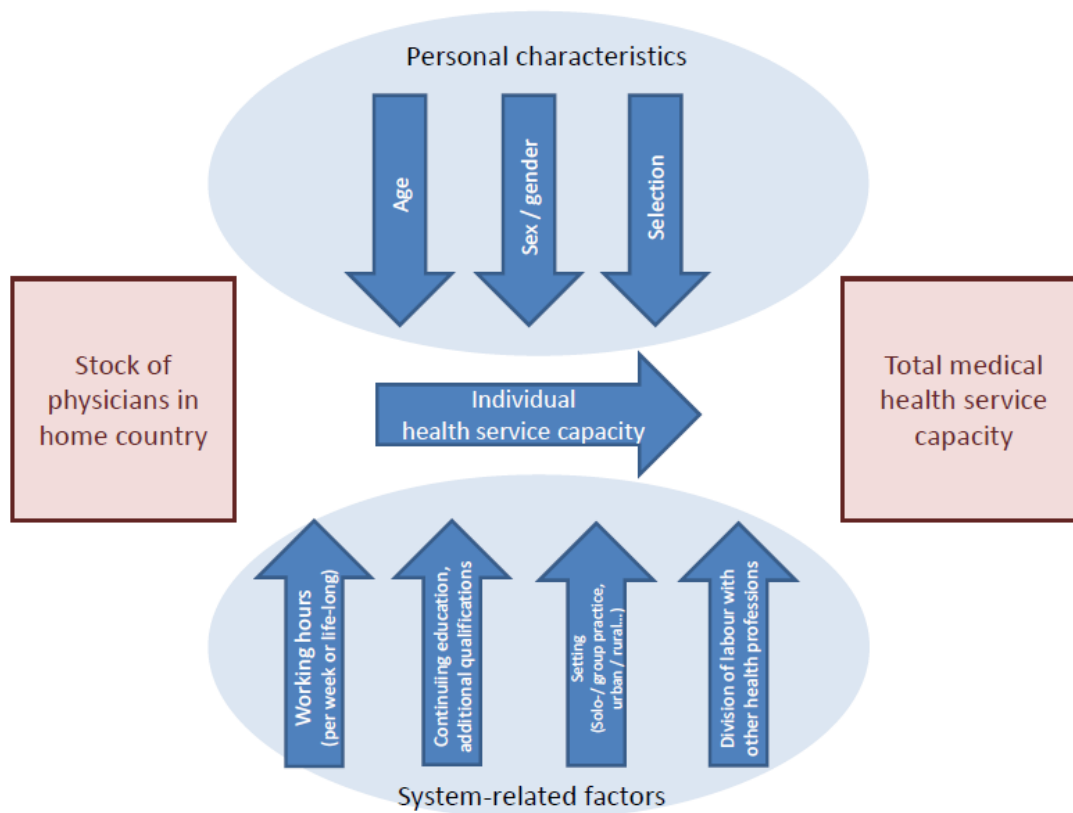 Personal characteristics
Age
Sex / gender
Selection
Stock of
physicians in
home country
Individual
health service capacity
Total medical
health service
capacity
Working hours
(per week or life-long)
Continuiing education,
additional qualifications
Setting
(Solo-/ group practice,
urban / rural...)
Division of labour with
other health professions
System-related factors